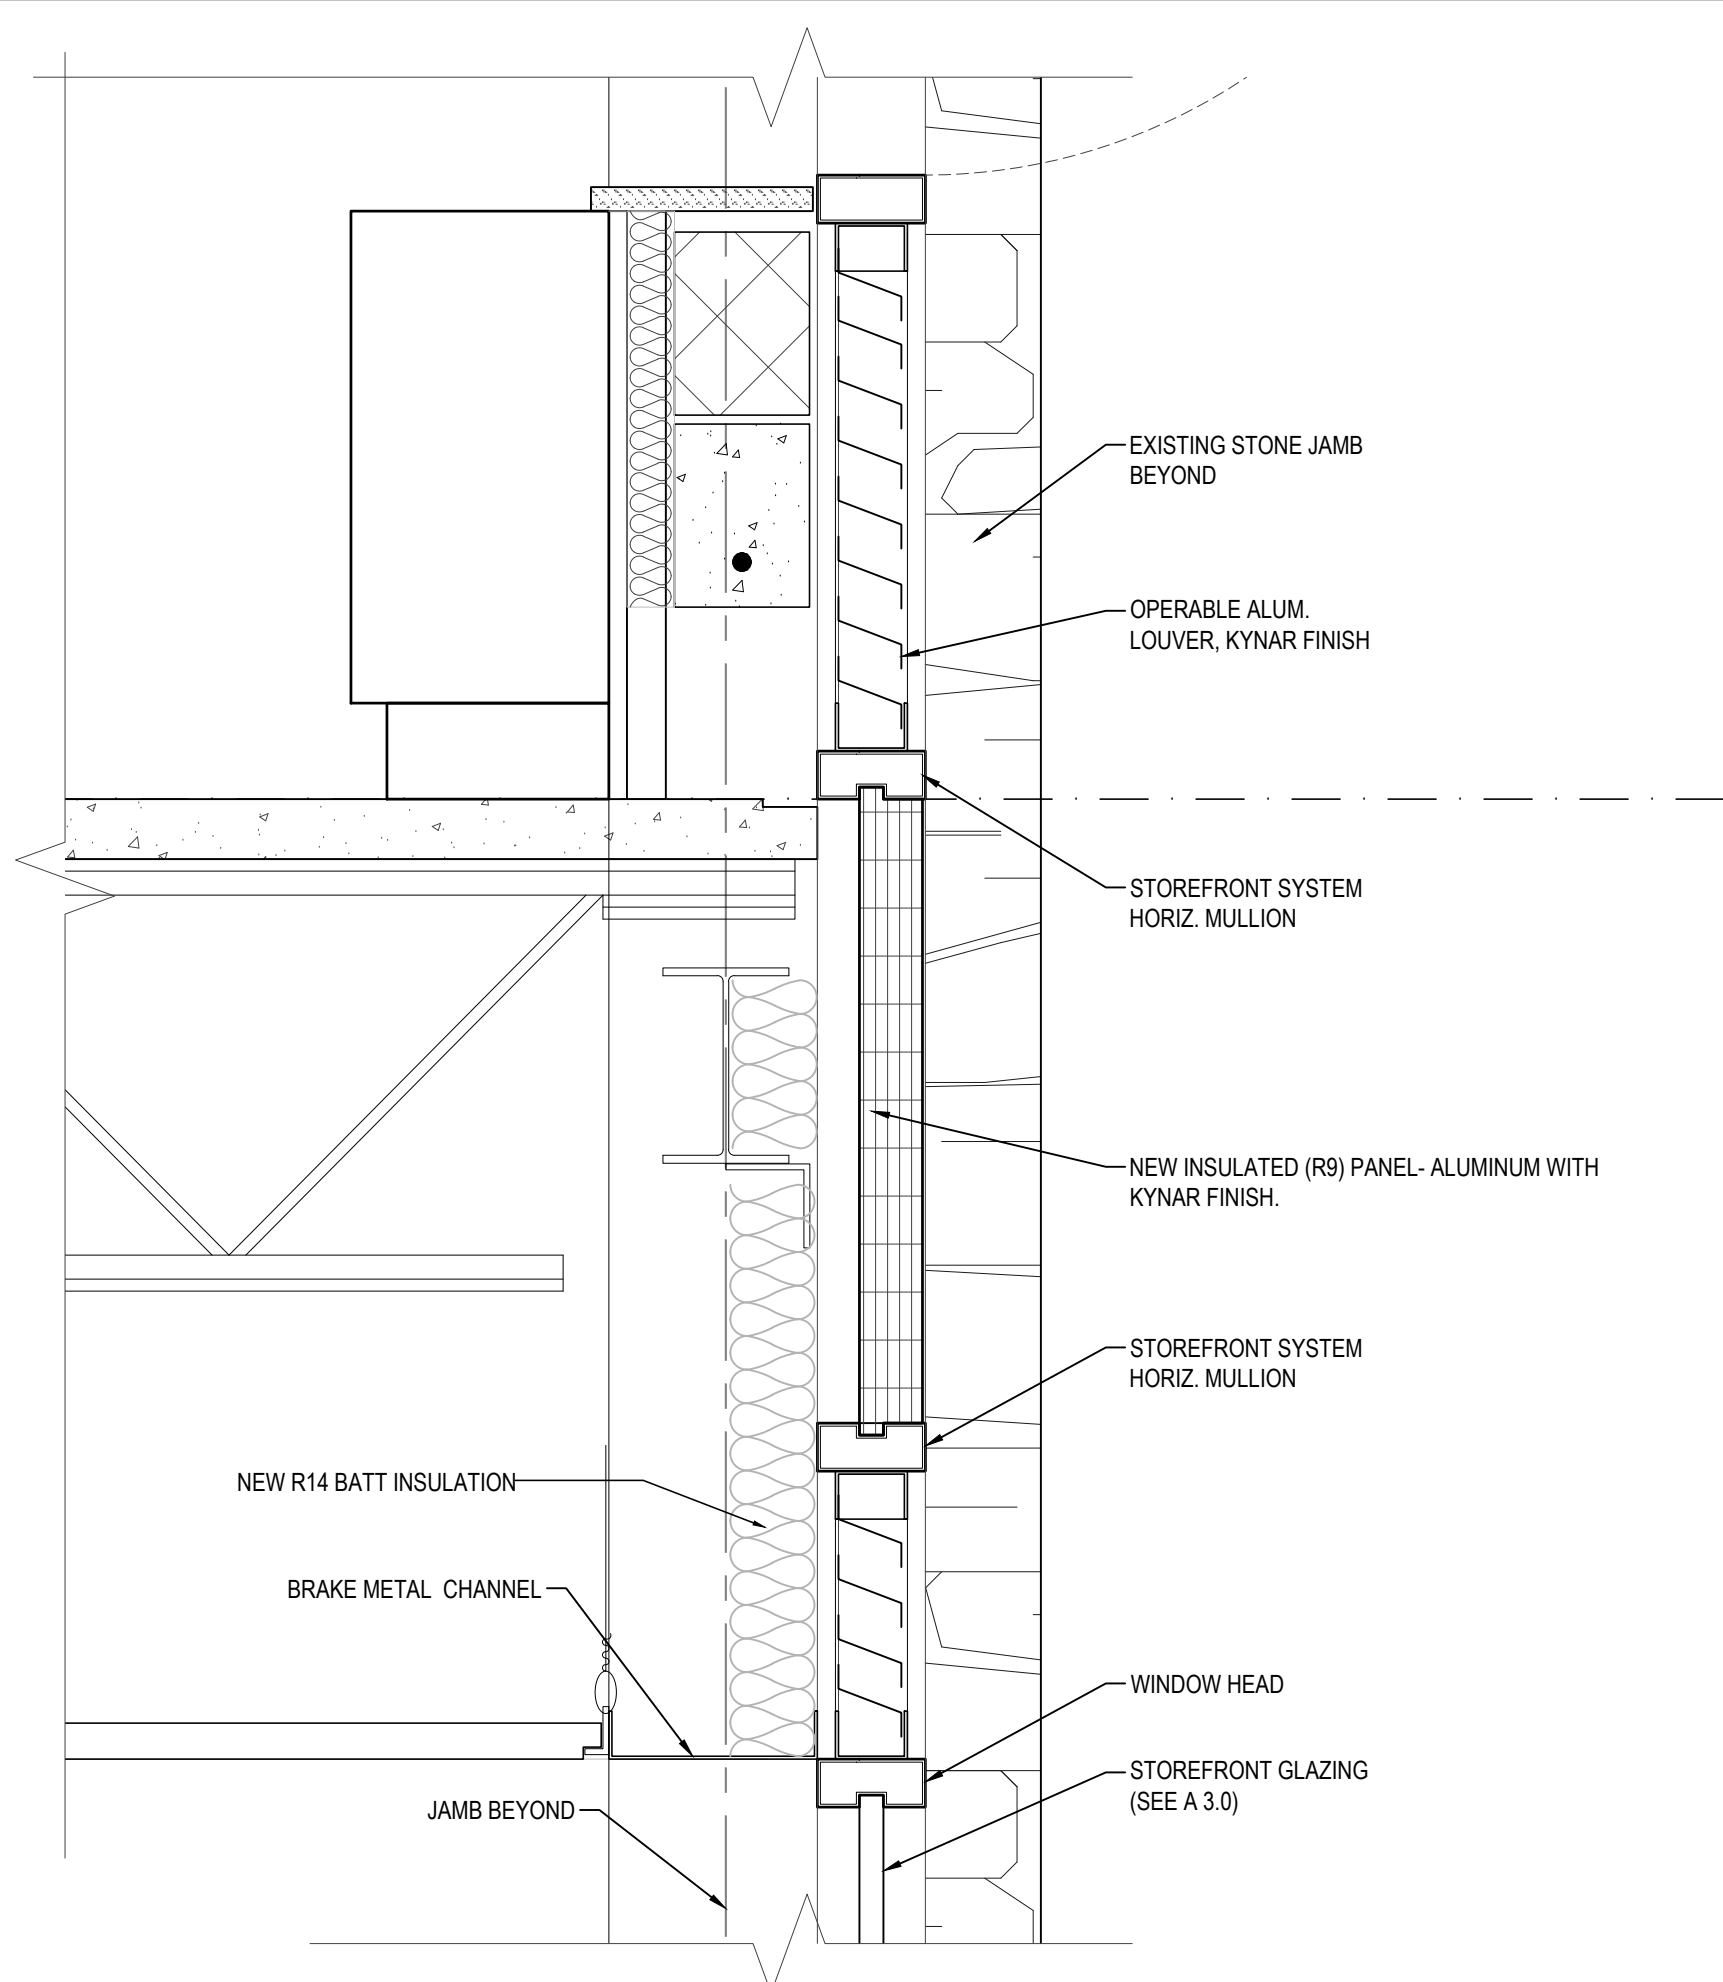 EXISTING STONE JAMB
BEYOND
OPERABLE ALUM.
LOUVER, KYNAR FINISH
STOREFRONT SYSTEM
HORIZ. MULLION
NEW INSULATED (R9) PANEL- ALUMINUM WITH
KYNAR FINISH.
STOREFRONT SYSTEM
HORIZ. MULLION
NEW R14 BATT INSULATION
BRAKE METAL CHANNEL
WINDOW HEAD
STOREFRONT GLAZING
(SEE A 3.0)
JAMB BEYOND